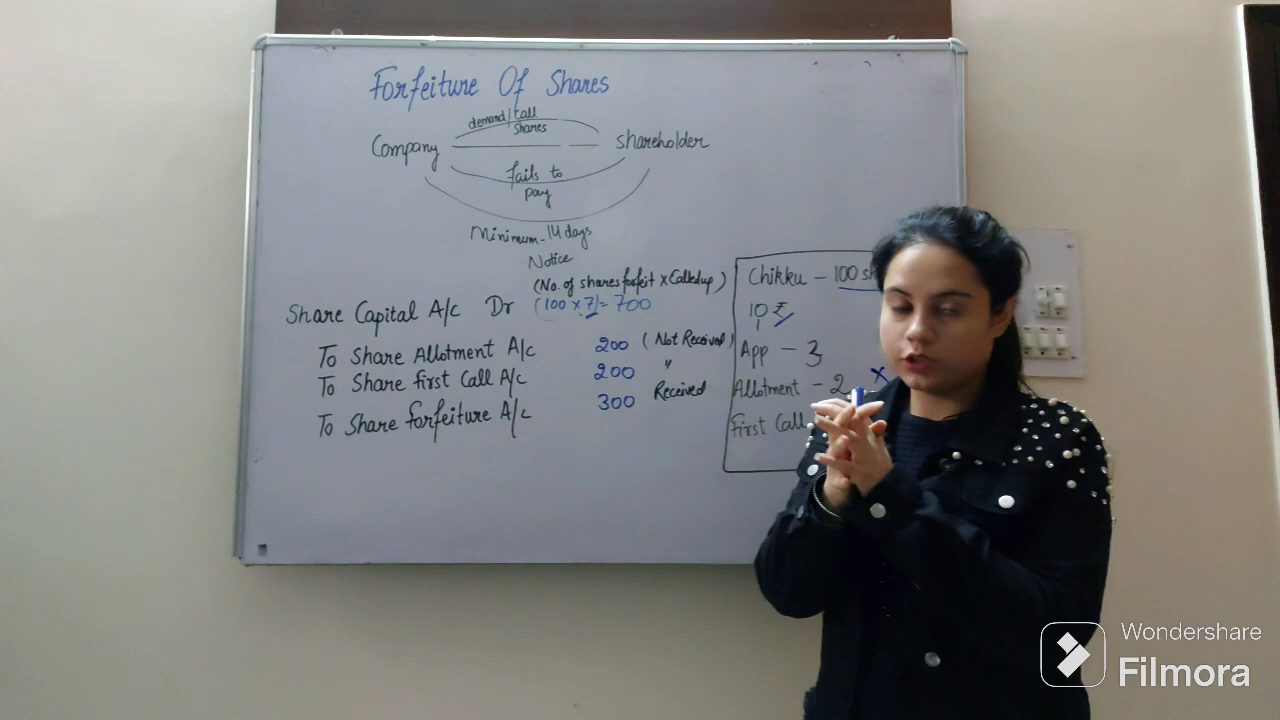 Forfeiture Of Shares
demand/call
shares
Company shareholder
Fails to
pay
Minimum-14 days
Notice
(No. of shares forfeit x Called up)
Share Capital A/c Dr (100 x 7) = 700
To Share Allotment A/c 200 (Not Received)
To Share first Call A/c 200 "
To Share forfeiture A/c 300 Received
Chikku - 100 sh
10 ₹
App - 3
Allotment - 2 x
First Call
Wondershare
Filmora